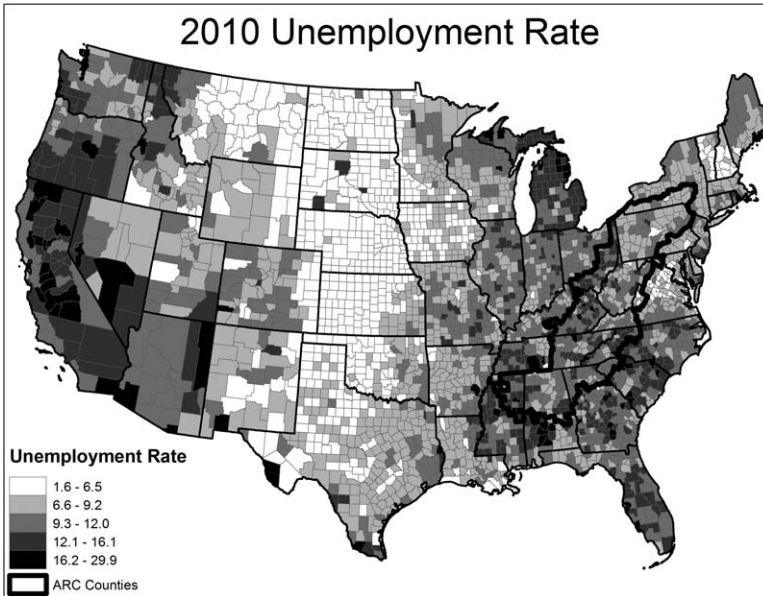 2010 Unemployment Rate
Unemployment Rate
1.6 - 6.5
6.6 - 9.2
9.3 - 12.0
12.1 - 16.1
16.2 - 29.9
ARC Counties